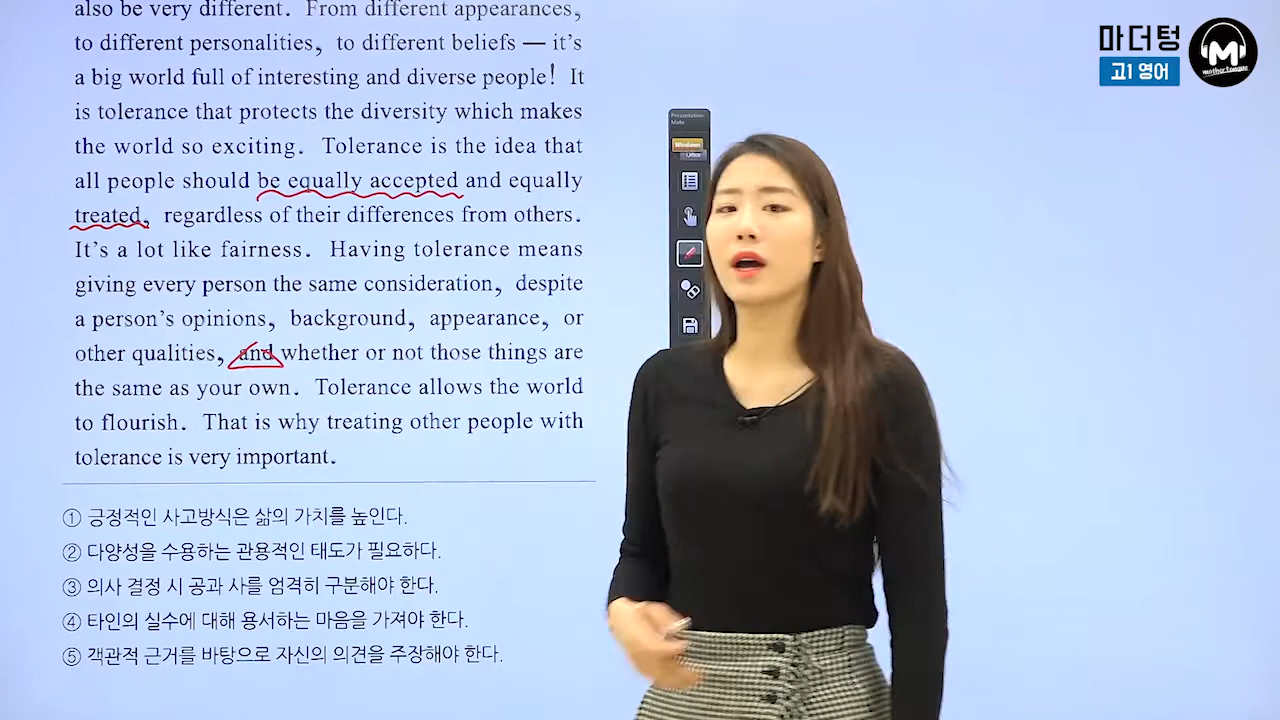 also be very different. From different appearances,
to different personalities, to different beliefs — it's
a big world full of interesting and diverse people! It
is tolerance that protects the diversity which makes
the world so exciting. Tolerance is the idea that
all people should be equally accepted and equally
treated, regardless of their differences from others.
It's a lot like fairness. Having tolerance means
giving every person the same consideration, despite
a person's opinions, background, appearance, or
other qualities, and whether or not those things are
the same as your own. Tolerance allows the world
to flourish. That is why treating other people with
tolerance is very important.
① 긍정적인 사고방식은 삶의 가치를 높인다.
② 다양성을 수용하는 관용적인 태도가 필요하다.
③ 의사 결정 시 공과 사를 엄격히 구분해야 한다.
④ 타인의 실수에 대해 용서하는 마음을 가져야 한다.
⑤ 객관적 근거를 바탕으로 자신의 의견을 주장해야 한다.
Presentation
Mate
Windows
Office
마더텅
고1 영어
M
mother tongue